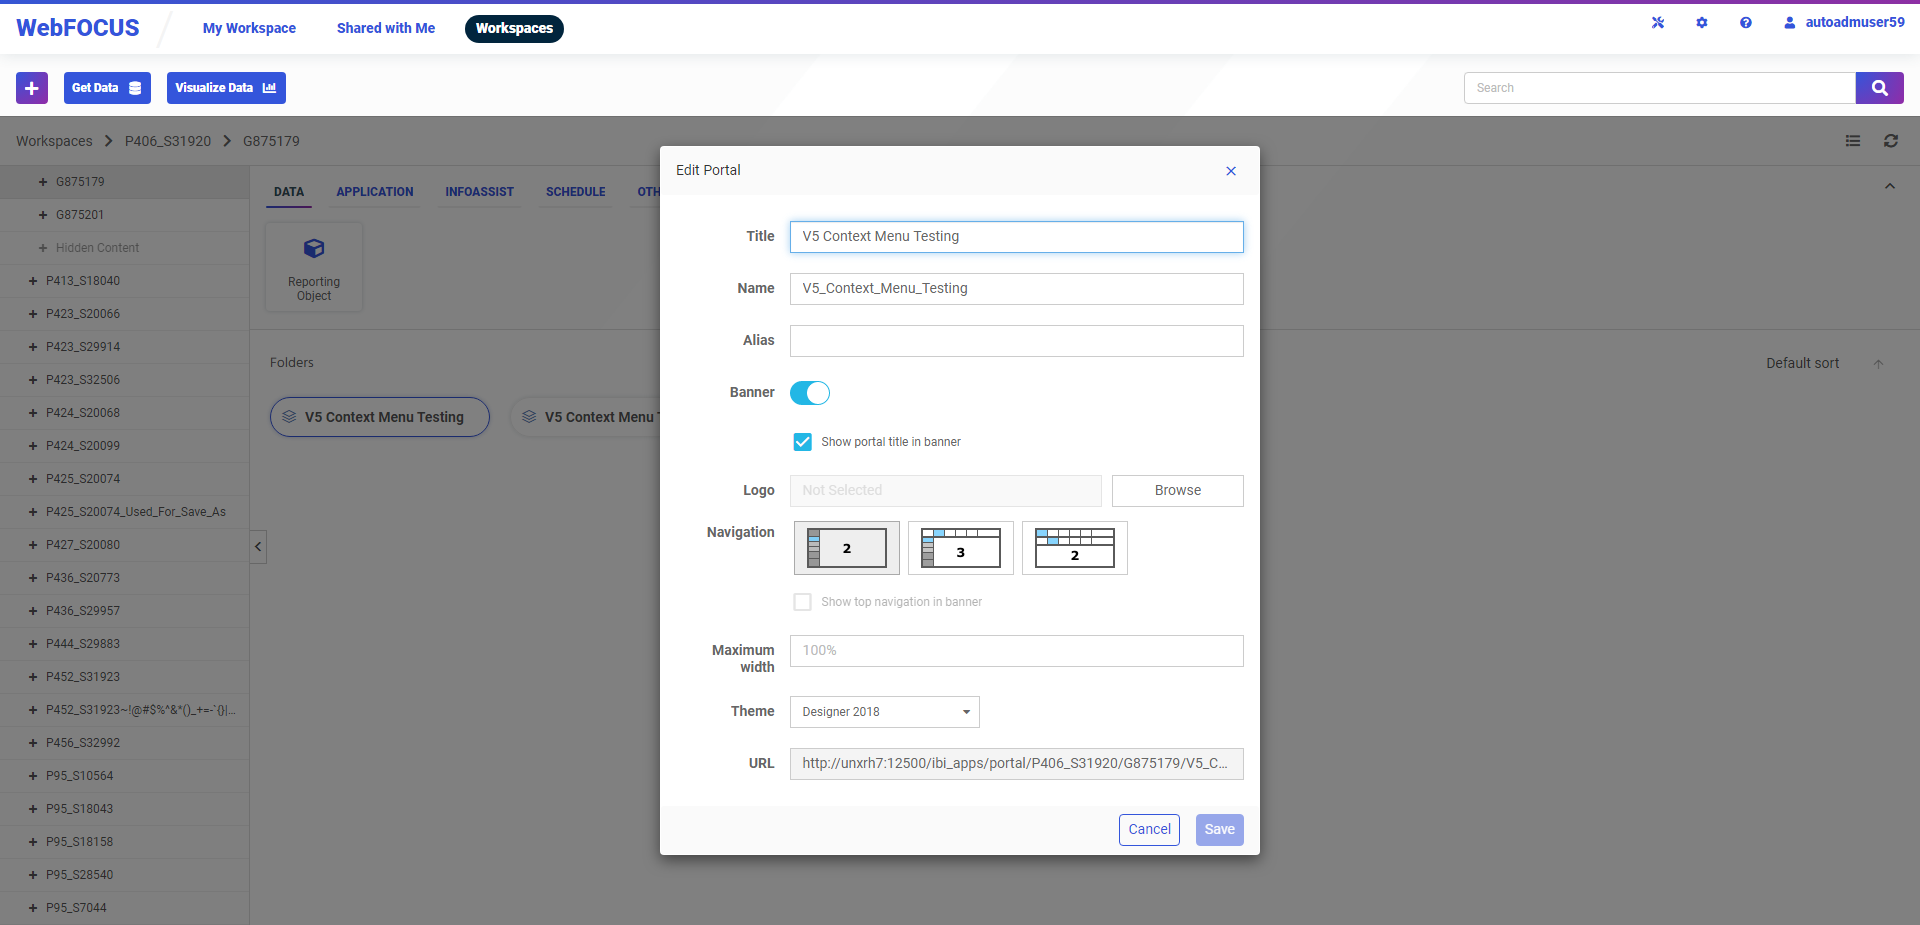 WebFOCUS
My Workspace
Shared with Me
Workspaces
autoadmuser59
Get Data
Visualize Data
Search
Workspaces
P406_S31920
G875179
G875179
G875201
Hidden Content
P413_S18040
P423_S20066
P423_S29914
P423_S32506
P424_S20068
P424_S20099
P425_S20074
P425_S20074_Used_For_Save_As
P427_S20080
P436_S20773
P436_S29957
P444_S29883
P452_S31923
P452_S31923~!@#$%^&*()_+=-`{}|...
P456_S32992
P95_S10564
P95_S18043
P95_S18158
P95_S28540
P95_S7044
DATA
APPLICATION
INFOASSIST
SCHEDULE
OTH
Reporting
Object
Folders
Default sort
V5 Context Menu Testing
V5 Context Menu
Edit Portal
Title
V5 Context Menu Testing
Name
V5_Context_Menu_Testing
Alias
Banner
Show portal title in banner
Logo
Not Selected
Browse
Navigation
2
3
2
Show top navigation in banner
Maximum
width
100%
Theme
Designer 2018
URL
http://unxrh7:12500/ibi_apps/portal/P406_S31920/G875179/V5_C...
Cancel
Save